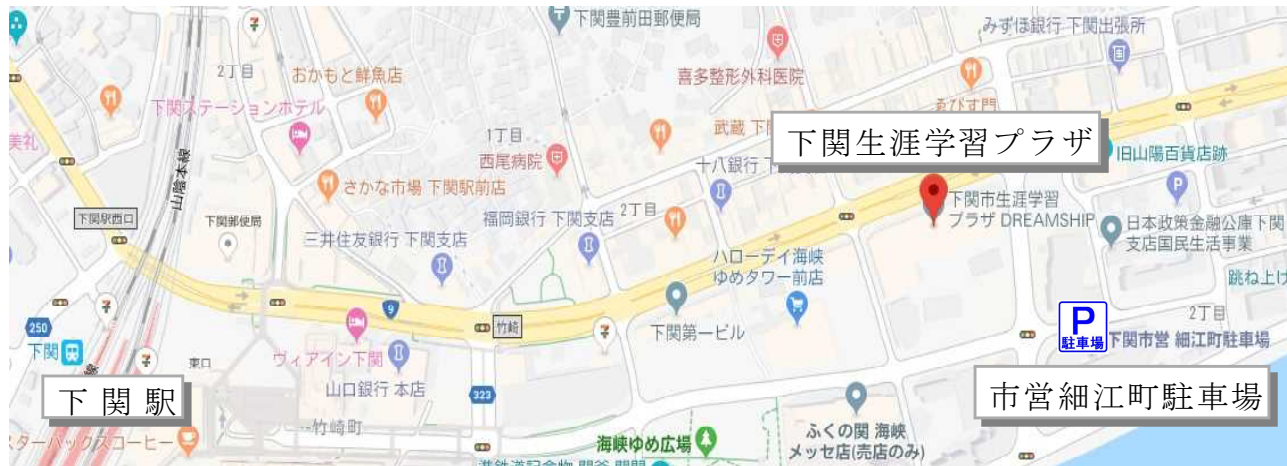 下関豊前田郵便局
みずほ銀行 下関出張所
2丁目
おかもと鮮魚店
喜多整形外科医院
下関ステーションホテル
ゑびす門
美礼
1丁目
武蔵 下
下関生涯学習プラザ
山陰本線
西尾病院
十八銀行 下
旧山陽百貨店跡
さかな市場 下関駅前店
P
下関市生涯学習
プラザ DREAMSHIP
下関駅西口
下関郵便局
福岡銀行 下関支店
2丁目
日本政策金融公庫 下関
支店国民生活事業
三井住友銀行 下関支店
ハローデイ海峡
ゆめタワー前店
跳ね上げ
9
2丁目
250
竹崎
下関第一ビル
P
駐車場
下関市営 細江町駐車場
下関
東口
ヴィアイン下関
山口銀行 本店
323
下関駅
市営細江町駐車場
竹崎町
スターバックスコーヒー
海峡ゆめ広場
ふくの関 海峡
メッセ店(売店のみ)